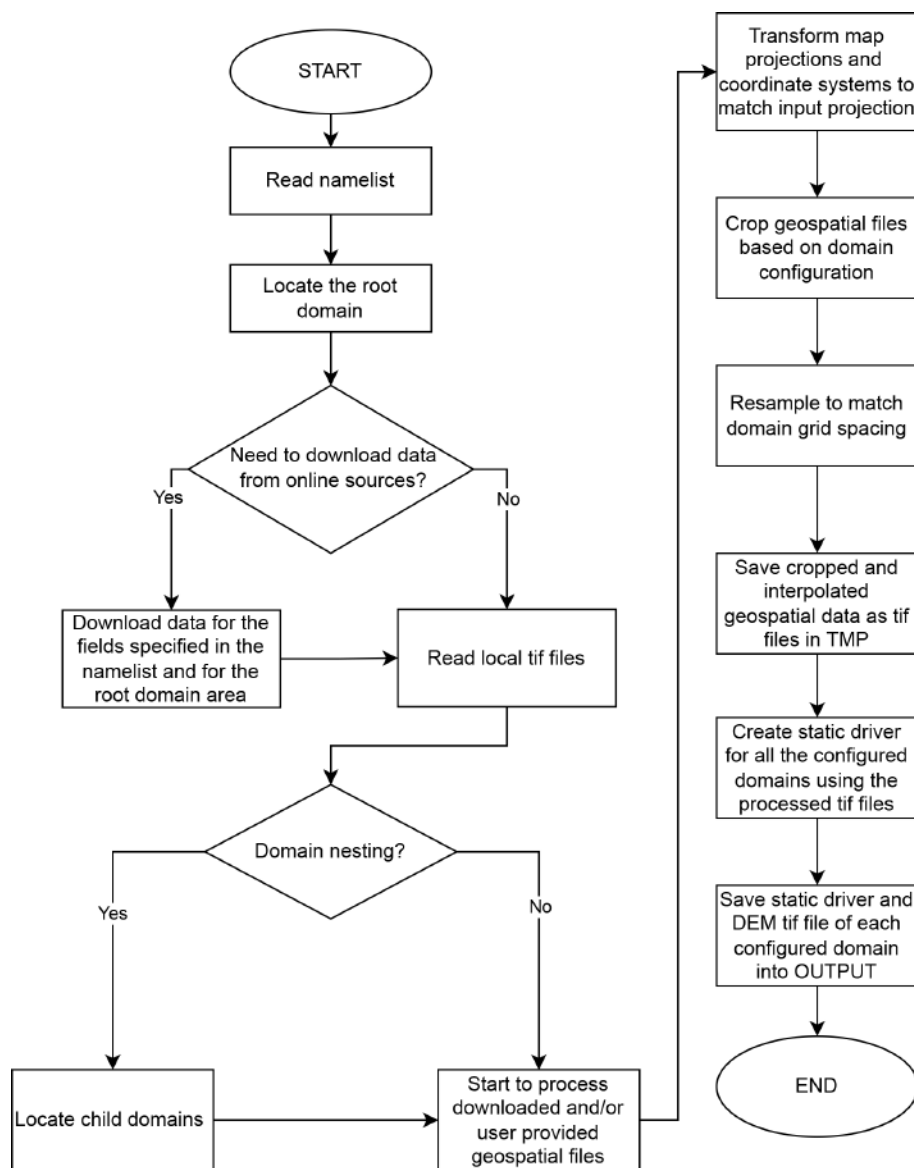 START
Read namelist
Locate the root
domain
Need to download data
from online sources?
Yes
No
Download data for the
fields specified in the
namelist and for the
root domain area
Read local tif files
Domain nesting?
Yes
No
Locate child domains
Start to process
downloaded and/or
user provided
geospatial files
Transform map
projections and
coordinate systems to
match input projection
Crop geospatial files
based on domain
configuration
Resample to match
domain grid spacing
Save cropped and
interpolated
geospatial data as tif
files in TMP
Create static driver
for all the configured
domains using the
processed tif files
Save static driver and
DEM tif file of each
configured domain
into OUTPUT
END